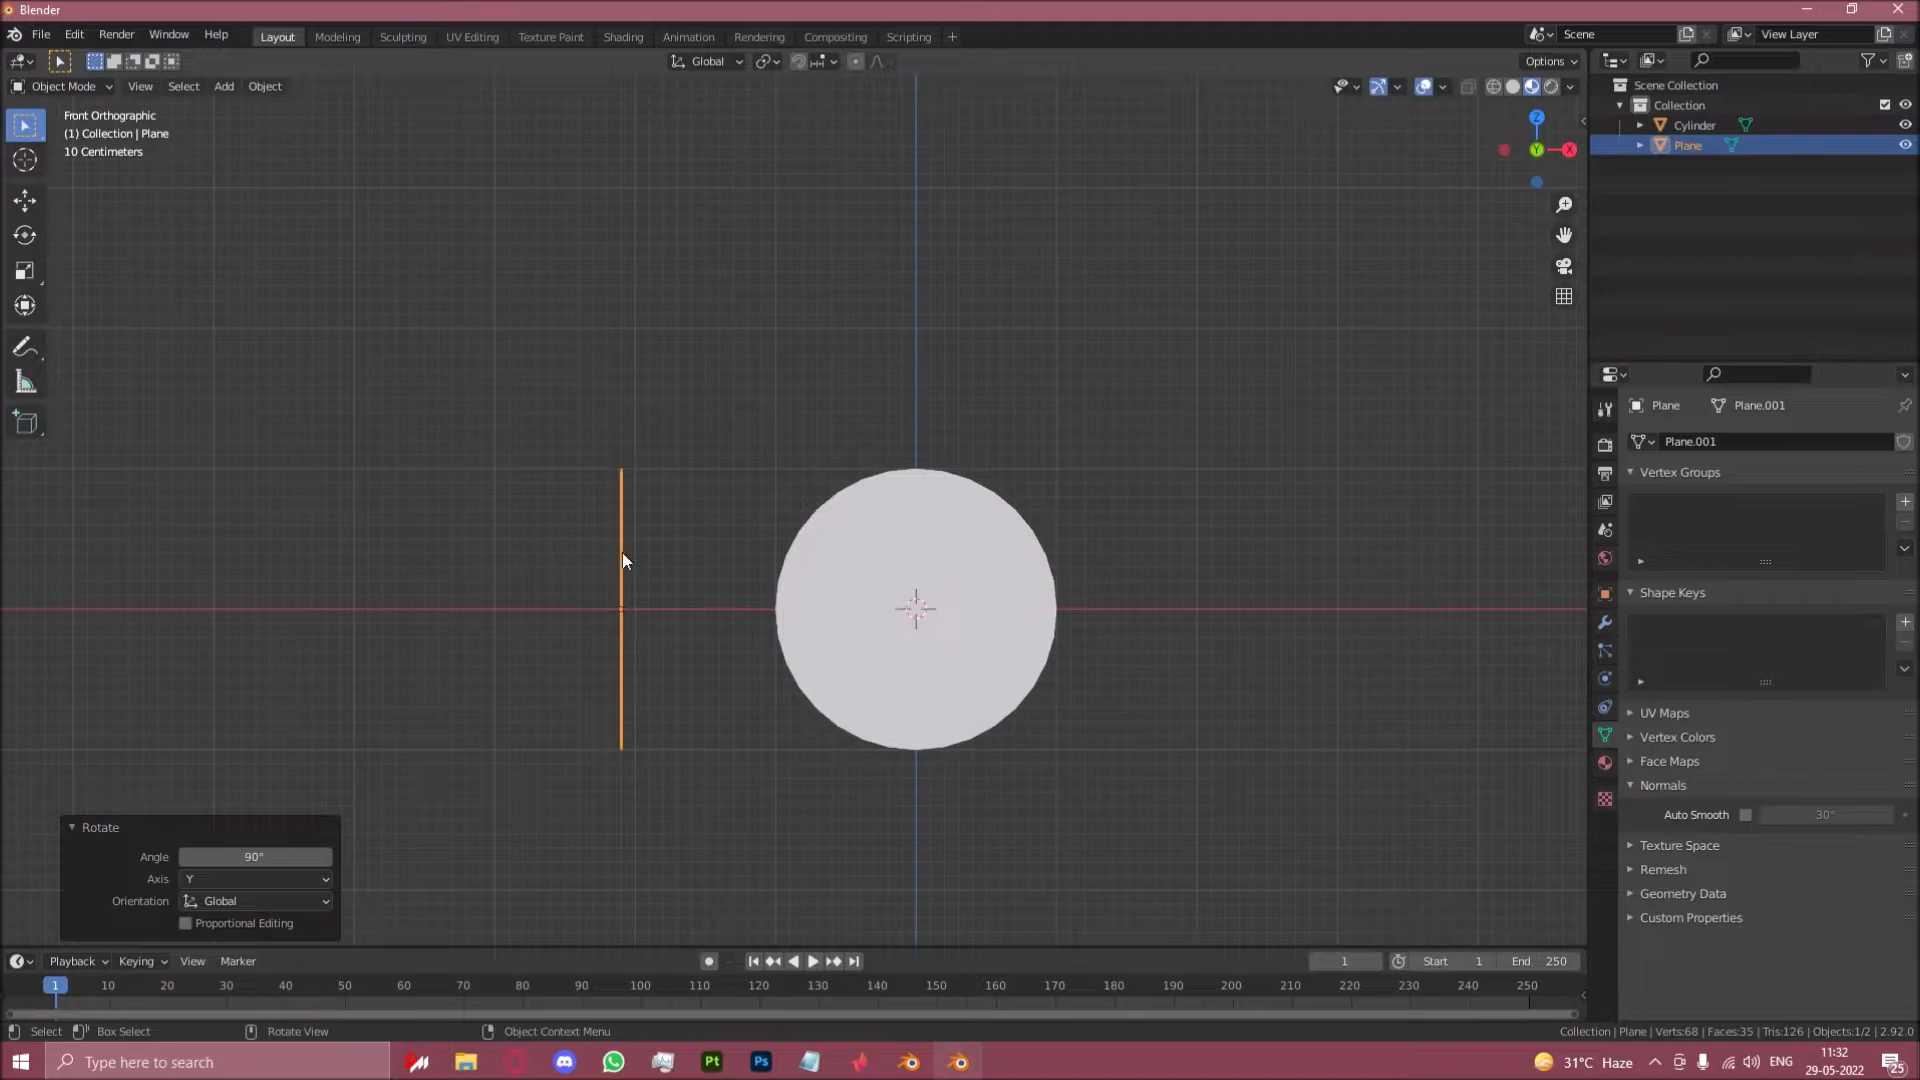 Blender
File Edit Render Window Help
Layout Modeling Sculpting UV Editing Texture Paint Shading Animation Rendering Compositing Scripting +
Scene
View Layer
Global
Options
Object Mode View Select Add Object
Front Orthographic
(1) Collection | Plane
10 Centimeters
Z
Y
X
Scene Collection
Collection
Cylinder
Plane
Plane
Plane.001
Plane.001
Vertex Groups
Shape Keys
UV Maps
Vertex Colors
Face Maps
Normals
Auto Smooth 30°
Texture Space
Remesh
Geometry Data
Custom Properties
Rotate
Angle 90°
Axis Y
Orientation Global
Proportional Editing
Playback Keying View Marker
1
Start 1
End 250
1 10 20 30 40 50 60 70 80 90 100 110 120 130 140 150 160 170 180 190 200 210 220 230 240 250
Select
Box Select
Rotate View
Object Context Menu
Collection | Plane | Verts:68 | Faces:35 | Tris:126 | Objects:1/2 | 2.92.0
Type here to search
Pt
Ps
31°C Haze
ENG
11:32
29-05-2022
25